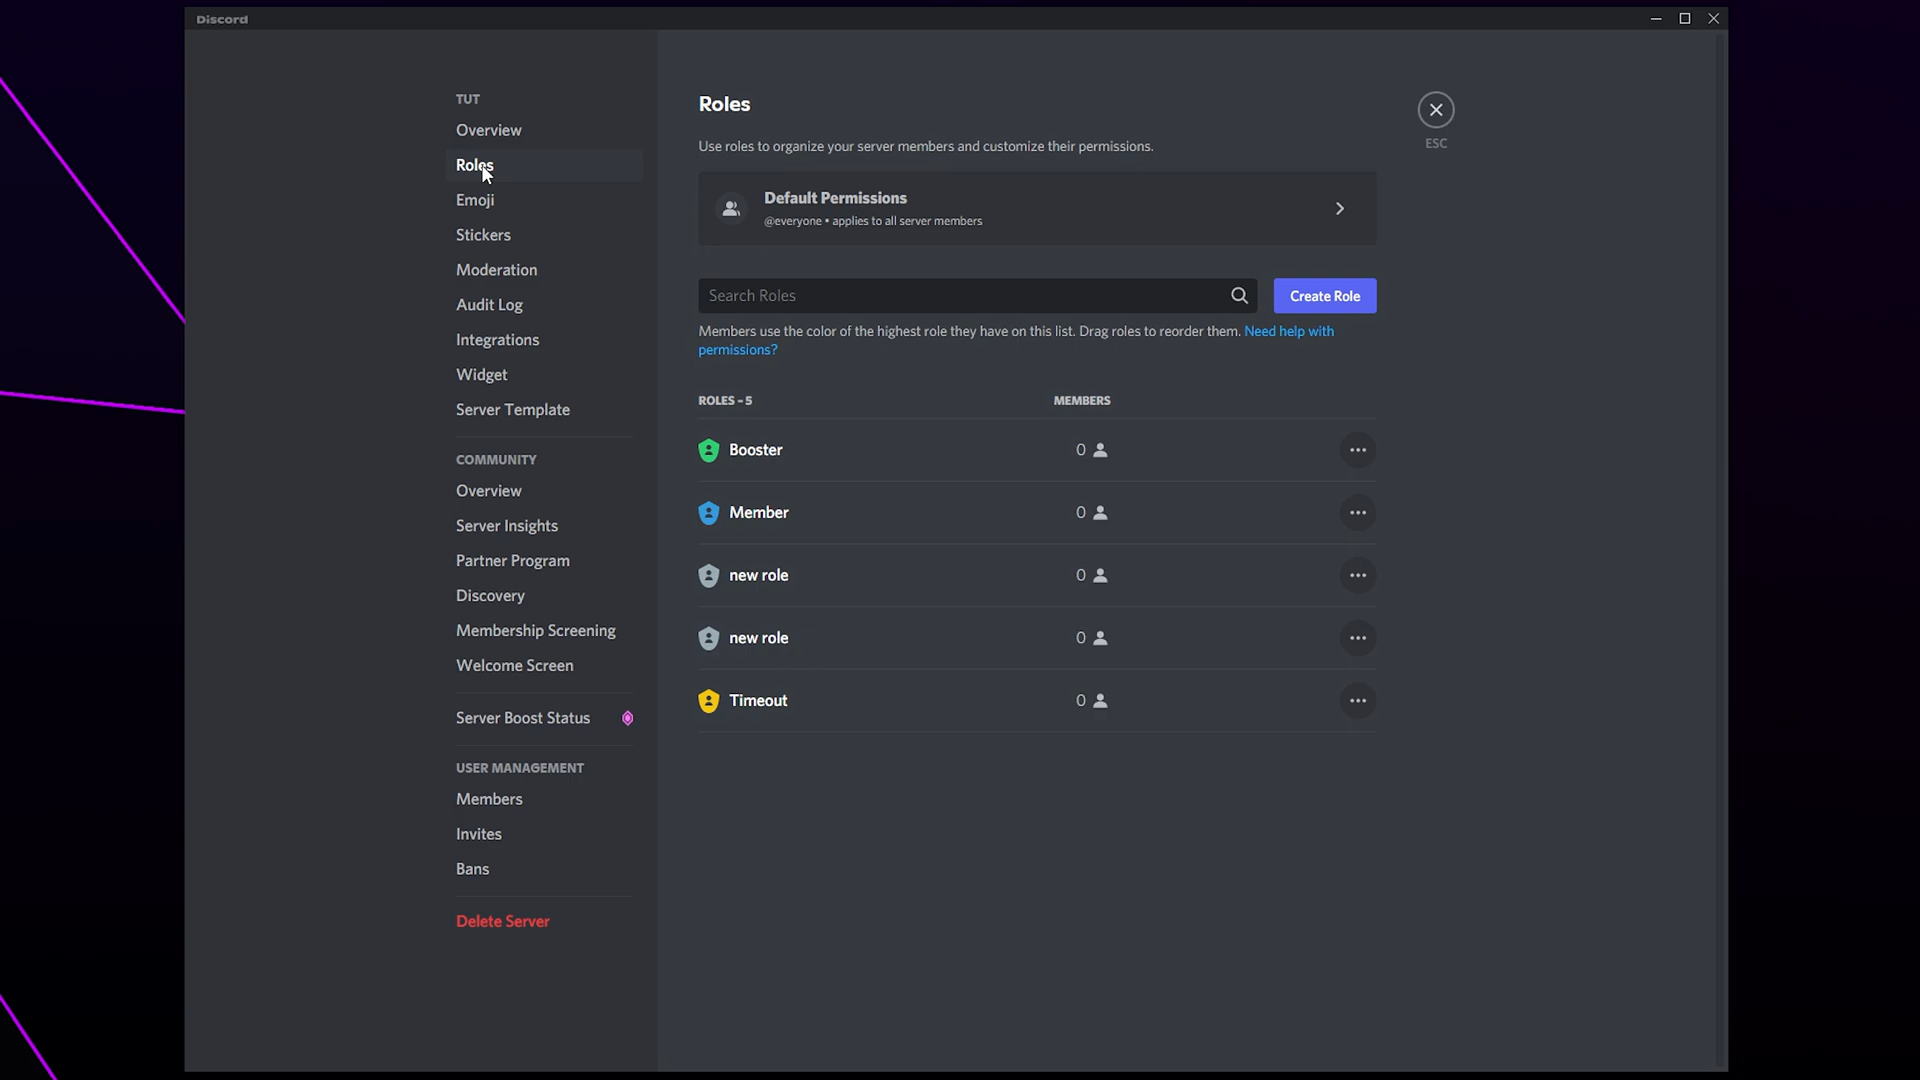 Discord
TUT
Overview
Roles
Emoji
Stickers
Moderation
Audit Log
Integrations
Widget
Server Template
COMMUNITY
Overview
Server Insights
Partner Program
Discovery
Membership Screening
Welcome Screen
Server Boost Status
USER MANAGEMENT
Members
Invites
Bans
Delete Server
Roles
Use roles to organize your server members and customize their permissions.
Default Permissions
@everyone • applies to all server members
Search Roles
Create Role
Members use the color of the highest role they have on this list. Drag roles to reorder them. Need help with
permissions?
ROLES – 5 MEMBERS
Booster 0
Member 0
new role 0
new role 0
Timeout 0
ESC